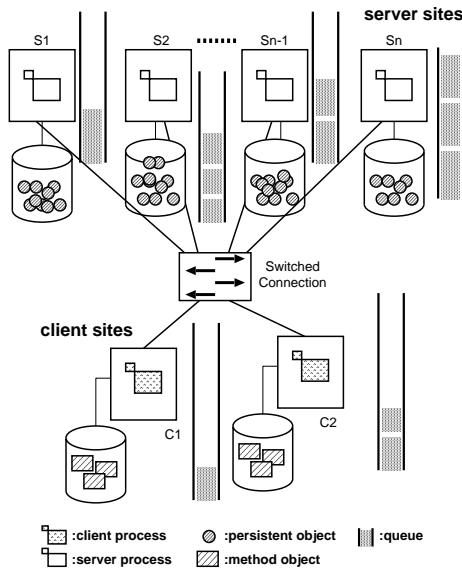 server sites
S1
S2
Sn-1
Sn
Switched
Connection
client sites
C1
C2
:client process
:persistent object
:queue
:server process
:method object